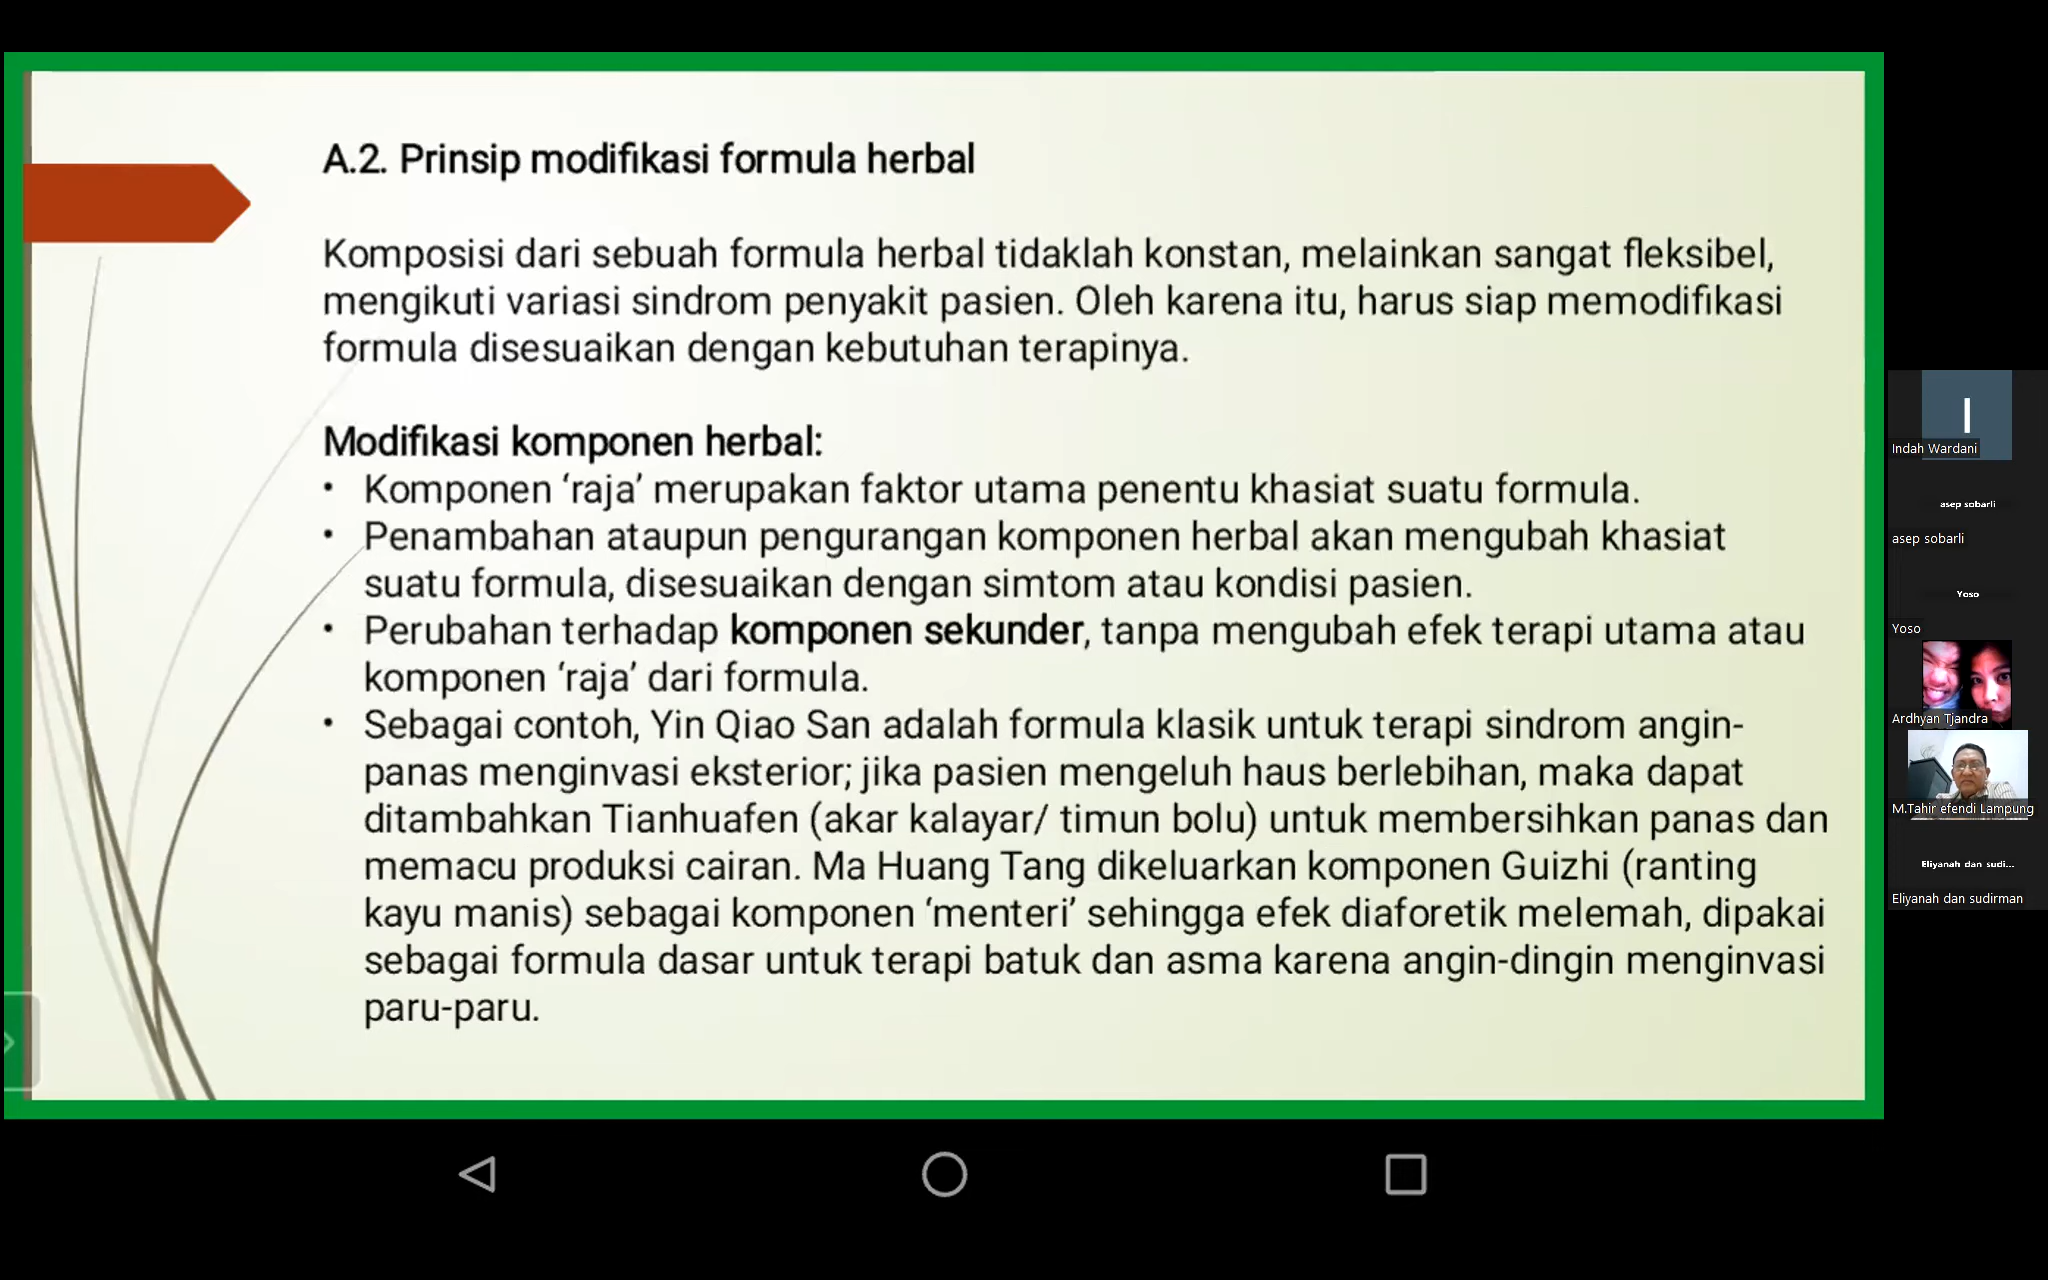 A.2. Prinsip modifikasi formula herbal
Komposisi dari sebuah formula herbal tidaklah konstan, melainkan sangat fleksibel,
mengikuti variasi sindrom penyakit pasien. Oleh karena itu, harus siap memodifikasi
formula disesuaikan dengan kebutuhan terapinya.
Modifikasi komponen herbal:
• Komponen ‘raja’ merupakan faktor utama penentu khasiat suatu formula.
• Penambahan ataupun pengurangan komponen herbal akan mengubah khasiat
suatu formula, disesuaikan dengan simtom atau kondisi pasien.
• Perubahan terhadap komponen sekunder, tanpa mengubah efek terapi utama atau
komponen ‘raja’ dari formula.
• Sebagai contoh, Yin Qiao San adalah formula klasik untuk terapi sindrom angin-
panas menginvasi eksterior; jika pasien mengeluh haus berlebihan, maka dapat
ditambahkan Tianhuafen (akar kalayar/ timun bolu) untuk membersihkan panas dan
memacu produksi cairan. Ma Huang Tang dikeluarkan komponen Guizhi (ranting
kayu manis) sebagai komponen ‘menteri’ sehingga efek diaforetik melemah, dipakai
sebagai formula dasar untuk terapi batuk dan asma karena angin-dingin menginvasi
paru-paru.
I
Indah Wardani
asep sobarli
asep sobarli
Yoso
Yoso
Ardhyan Tjandra
M.Tahir efendi Lampung
Eliyanah dan sudi...
Eliyanah dan sudirman